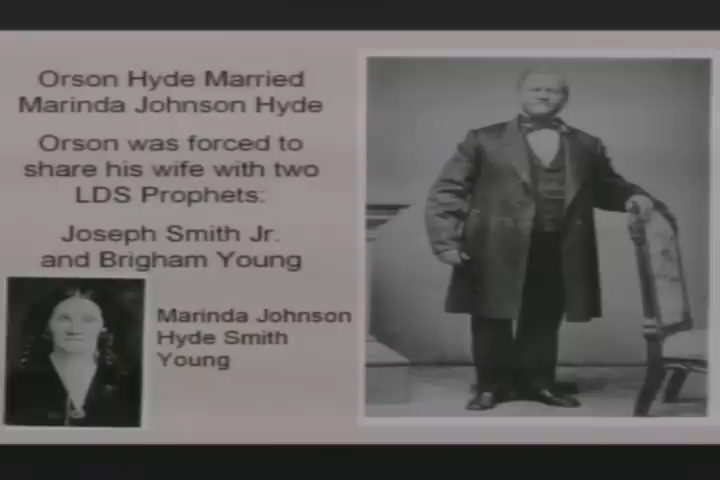 Orson Hyde Married
Marinda Johnson Hyde
Orson was forced to
share his wife with two
LDS Prophets:
Joseph Smith Jr.
and Brigham Young
Marinda Johnson
Hyde Smith
Young